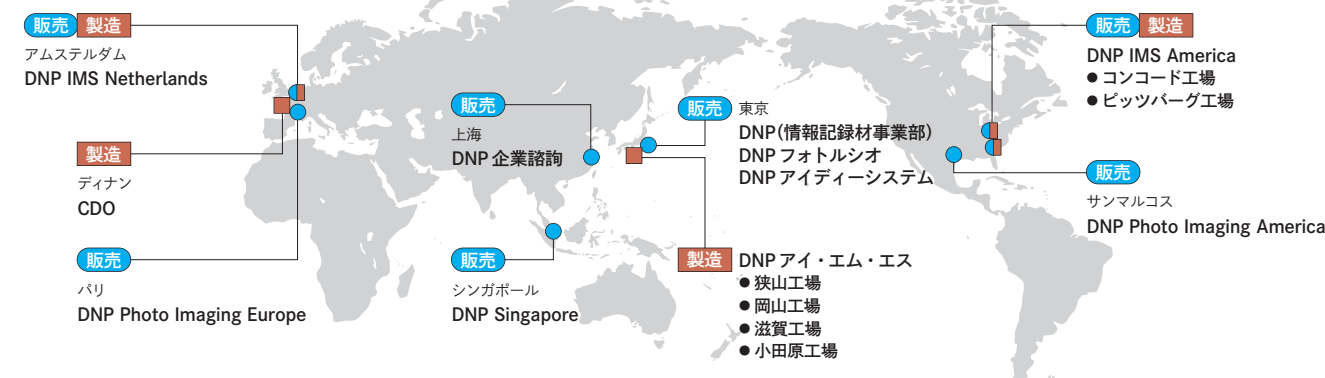 販売 製造
アムステルダム
DNP IMS Netherlands
製造
ディナン
CDO
販売
パリ
DNP Photo Imaging Europe
販売
上海
DNP 企業諮詢
販売
シンガポール
DNP Singapore
販売 東京
DNP(情報記録材事業部)
DNP フォトルシオ
DNP アイディーシステム
製造 DNP アイ・エム・エス
● 狭山工場
● 岡山工場
● 滋賀工場
● 小田原工場
販売 製造
DNP IMS America
● コンコード工場
● ピッツバーグ工場
販売
サンマルコス
DNP Photo Imaging America